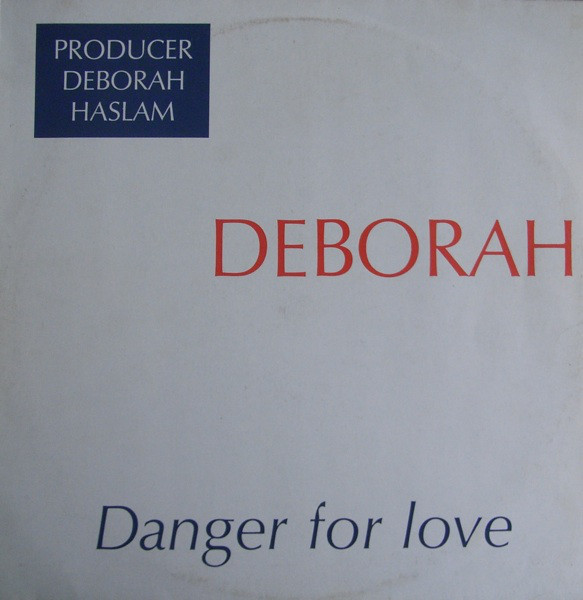 PRODUCER
DEBORAH
HASLAM
DEBORAH
Danger for love